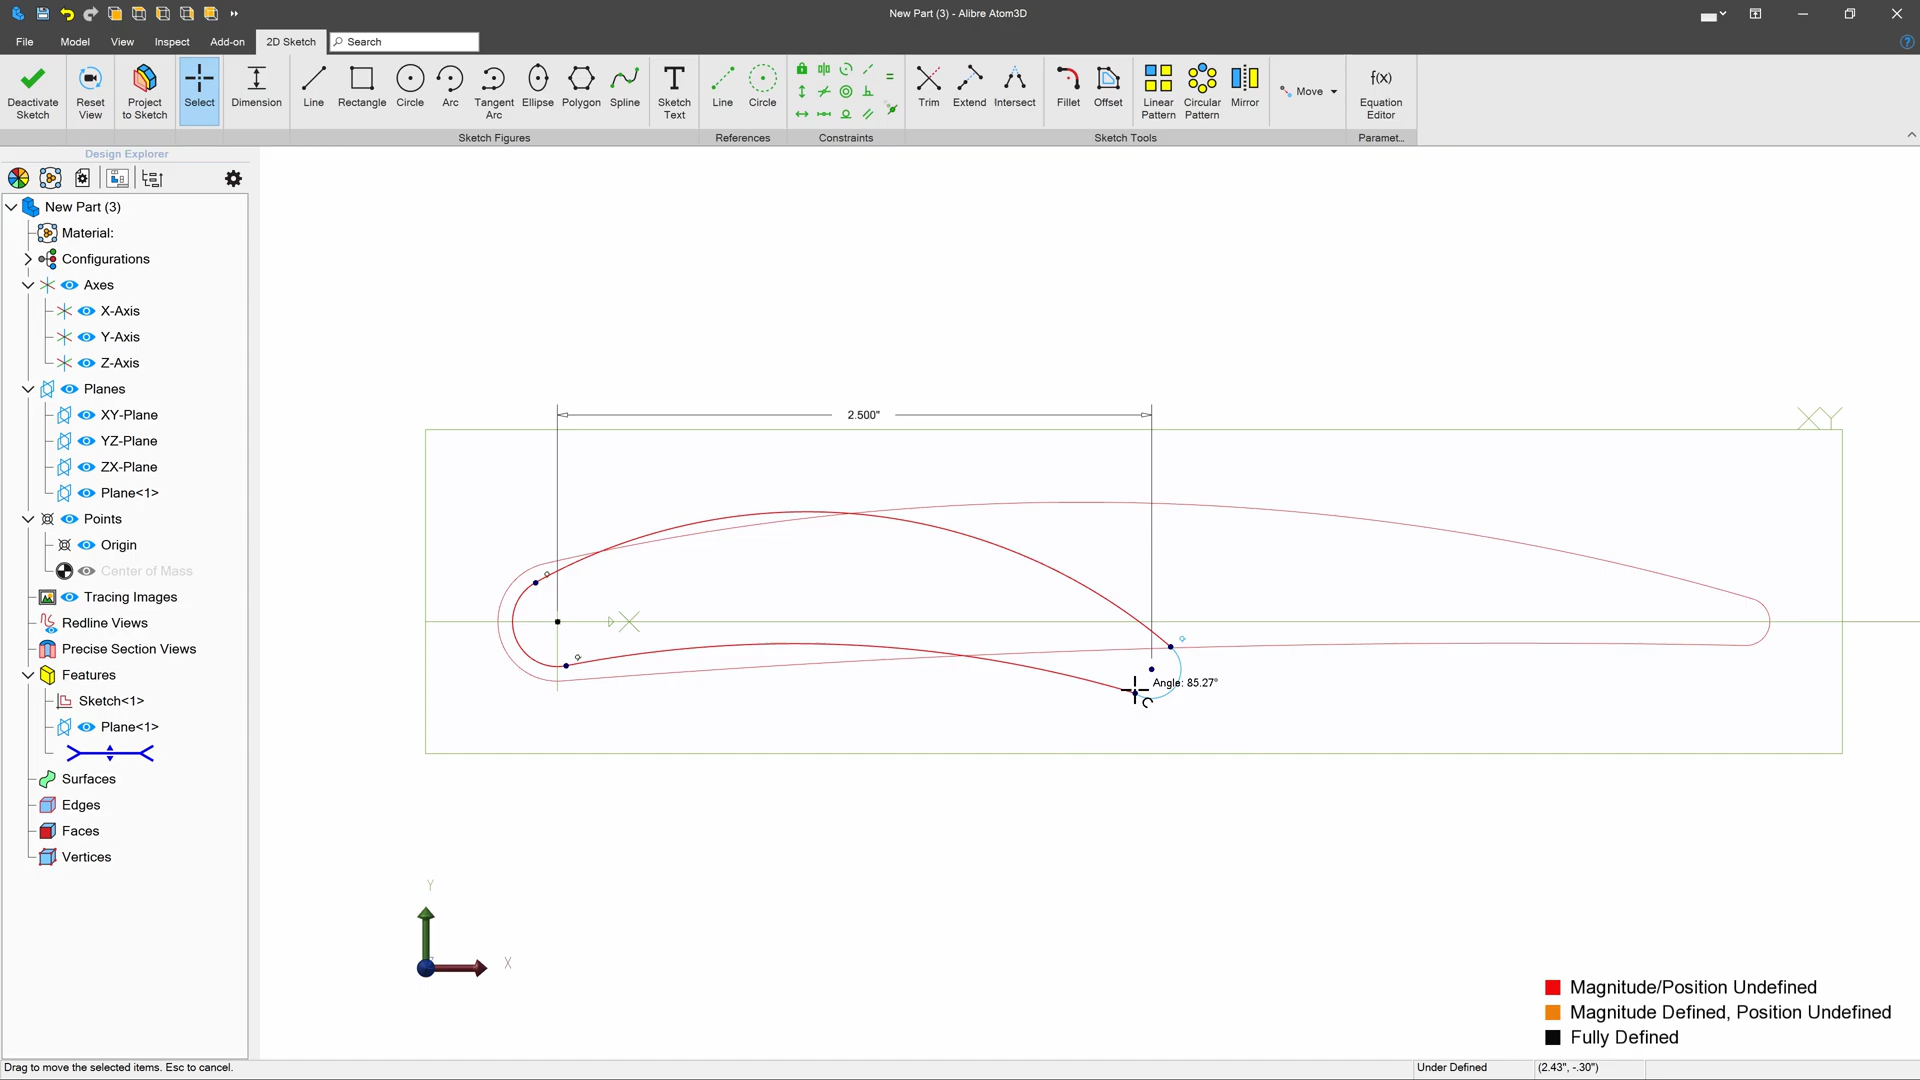 New Part (3) - Alibre Atom3D
File Model View Inspect Add-on 2D Sketch Search
Deactivate Sketch
Reset View
Project to Sketch
Select
Dimension
Line
Rectangle
Circle
Arc
Tangent Arc
Ellipse
Polygon
Spline
Sketch Text
Line
Circle
Trim
Extend
Intersect
Fillet
Offset
Linear Pattern
Circular Pattern
Mirror
Move
f(x)
Equation Editor
Sketch Figures
References
Constraints
Sketch Tools
Paramet...
Design Explorer
New Part (3)
Material:
Configurations
Axes
X-Axis
Y-Axis
Z-Axis
Planes
XY-Plane
YZ-Plane
ZX-Plane
Plane<1>
Points
Origin
Center of Mass
Tracing Images
Redline Views
Precise Section Views
Features
Sketch<1>
Plane<1>
Surfaces
Edges
Faces
Vertices
2.500"
XY
X
Angle: 85.27°
Y
X
Magnitude/Position Undefined
Magnitude Defined, Position Undefined
Fully Defined
Drag to move the selected items. Esc to cancel.
Under Defined
(2.43", -.30")